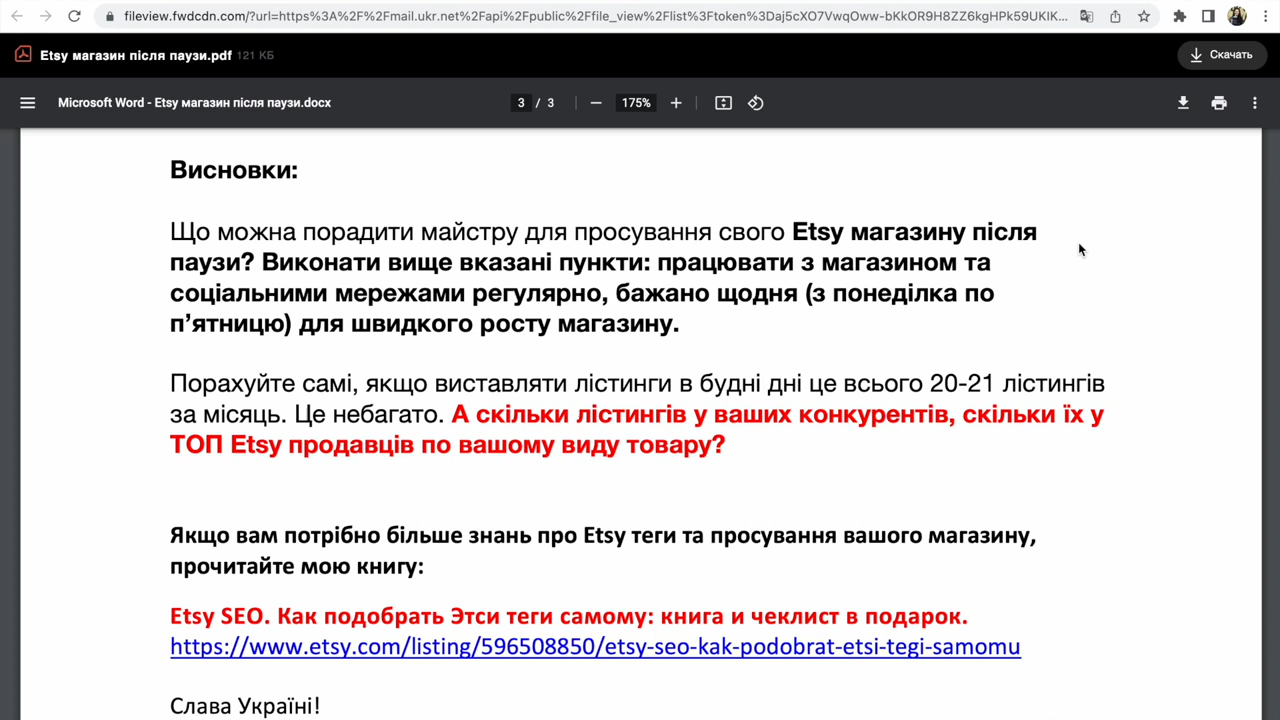 fileview.fwdcdn.com/?url=https%3A%2F%2Fmail.ukr.net%2Fapi%2Fpublic%2Ffile_view%2Flist%3Ftoken%3Daj5cXO7VwqOww-bKkOR9H8ZZ6kgHPk59UKIK...
Etsy магазин після паузи.pdf 121 КБ
Скачать
Microsoft Word - Etsy магазин після паузи.docx
3 / 3
175%
Висновки:
Що можна порадити майстру для просування свого Etsy магазину після
паузи? Виконати вище вказані пункти: працювати з магазином та
соціальними мережами регулярно, бажано щодня (з понеділка по
п’ятницю) для швидкого росту магазину.
Порахуйте самі, якщо виставляти лістинги в будні дні це всього 20-21 лістингів
за місяць. Це небагато. А скільки лістингів у ваших конкурентів, скільки їх у
ТОП Etsy продавців по вашому виду товару?
Якщо вам потрібно більше знань про Etsy теги та просування вашого магазину,
прочитайте мою книгу:
Etsy SEO. Как подобрать Этси теги самому: книга и чеклист в подарок.
https://www.etsy.com/listing/596508850/etsy-seo-kak-podobrat-etsi-tegi-samomu
Слава Україні!